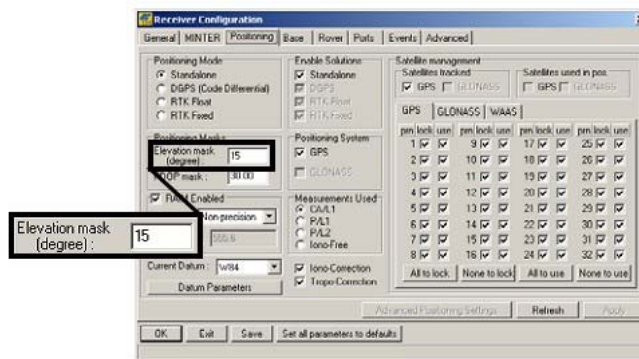 Receiver Configuration
General MINTER Positioning Base Rover Ports Events Advanced
Positioning Mode
Standalone
DGPS (Code Differential)
RTK Float
RTK Fixed
Enable Solutions
Standalone
DGPS
RTK Float
RTK Fixed
Satellite management
Satellites tracked
GPS GLONASS
Satellites used in pos.
GPS GLONASS
GPS GLONASS WAAS
prn lock use prn lock use prn lock use prn lock use
1 9 17 25
2 10 18 26
3 11 19 27
4 12 20 28
5 13 21 29
6 14 22 30
7 15 23 31
8 16 24 32
All to lock None to lock All to use None to use
Positioning Masks
Elevation mask
(degree) : 15
PDOP mask : 30.00
Positioning System
GPS
GLONASS
RAIM Enabled
Non-precision
555.6
Measurements Used
CA/L1
P/L1
P/L2
Iono-Free
Current Datum : W84
Datum Parameters
Iono-Correction
Tropo-Correction
Elevation mask
(degree) :
15
Advanced Positioning Settings Refresh Apply
OK Exit Save Set all parameters to defaults